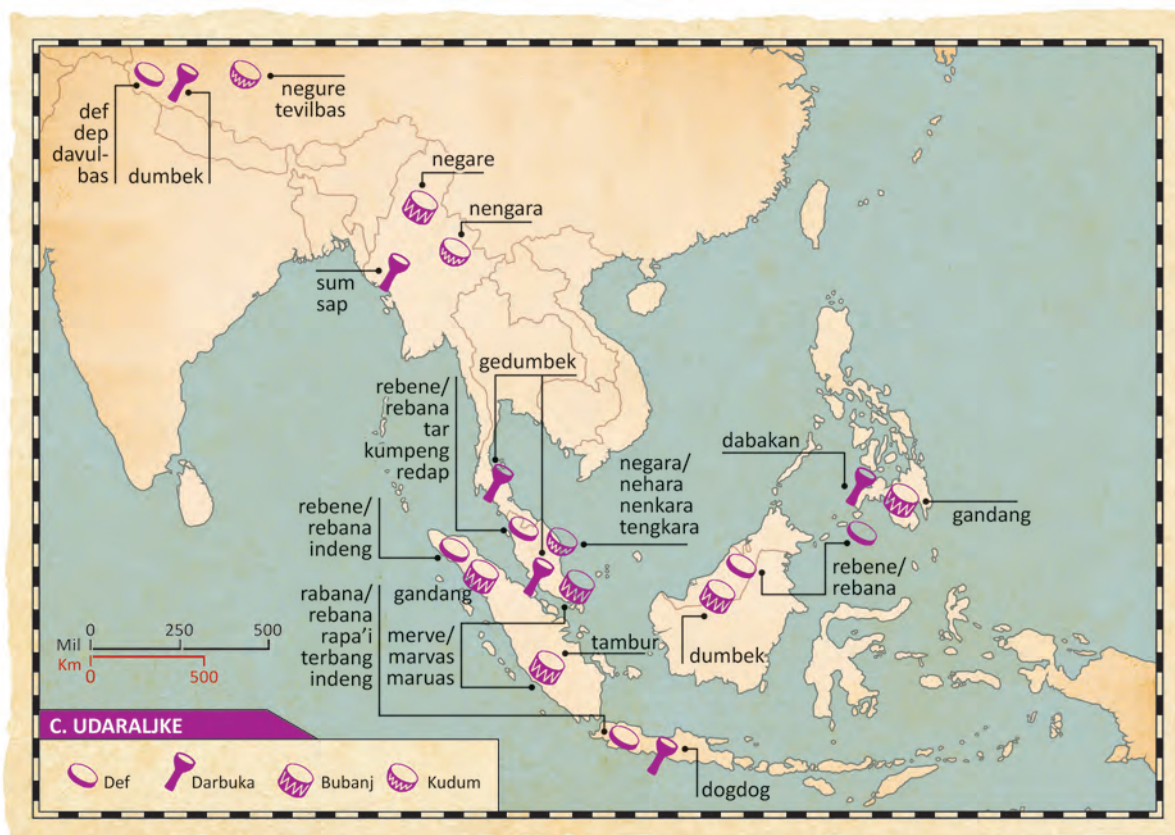 def
dep
davul-
bas
dumbek
negure
tevilbas
negare
nengara
sum
sap
gedumbek
rebene/
rebana
tar
kumpeng
redap
negara/
nehara
nenkara
tengkara
dabakan
gandang
rebene/
rebana
indeng
gandang
rebene/
rebana
rabana/
rebana
rapa'i
terbang
indeng
merve/
marvas
maruas
tambur
dumbek
dogdog
Mil 0 250 500
Km 0 500
C. UDARALJKE
Def Darbuka Bubanj Kudum